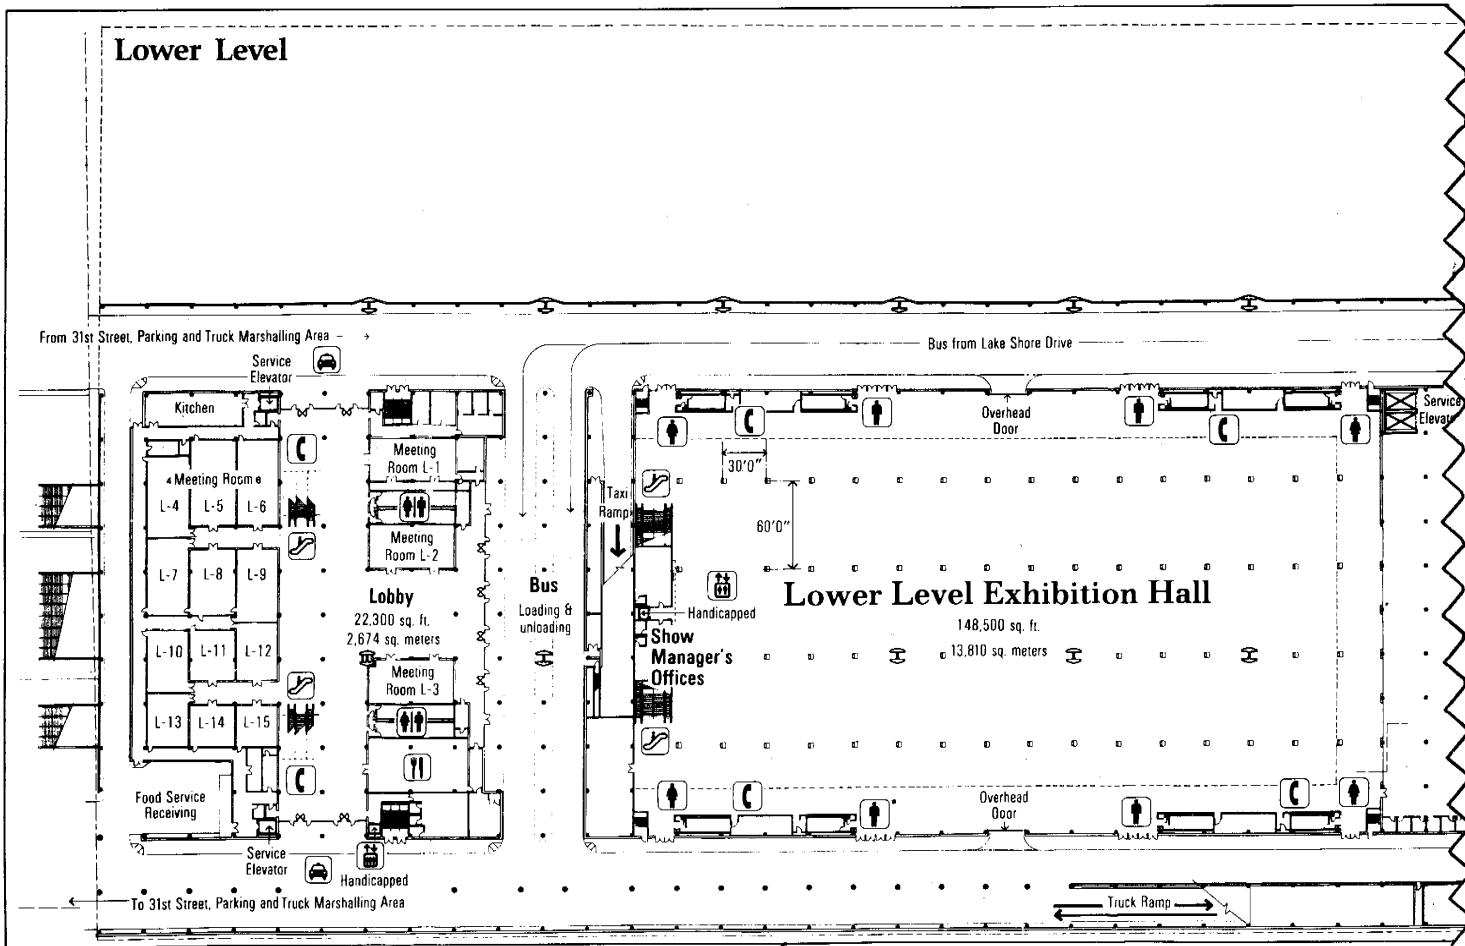 Lower Level
From 31st Street, Parking and Truck Marshalling Area
Bus from Lake Shore Drive
Service
Elevator
Kitchen
Overhead
Door
Service
Meeting
Room L-1
30'0"
Meeting Room
L-4
L-5
L-6
Taxi
Ramp
60'0"
Meeting
Room L-2
L-7
L-8
L-9
Lobby
22,300 sq. ft.
2,674 sq. meters
Bus
Loading &
unloading
Handicapped
Lower Level Exhibition Hall
148,500 sq. ft.
13,810 sq. meters
Show
Manager's
Offices
L-10
L-11
L-12
Meeting
Room L-3
L-13
L-14
L-15
Food Service
Receiving
Overhead
Door
Service
Elevator
Handicapped
To 31st Street, Parking and Truck Marshalling Area
Truck Ramp